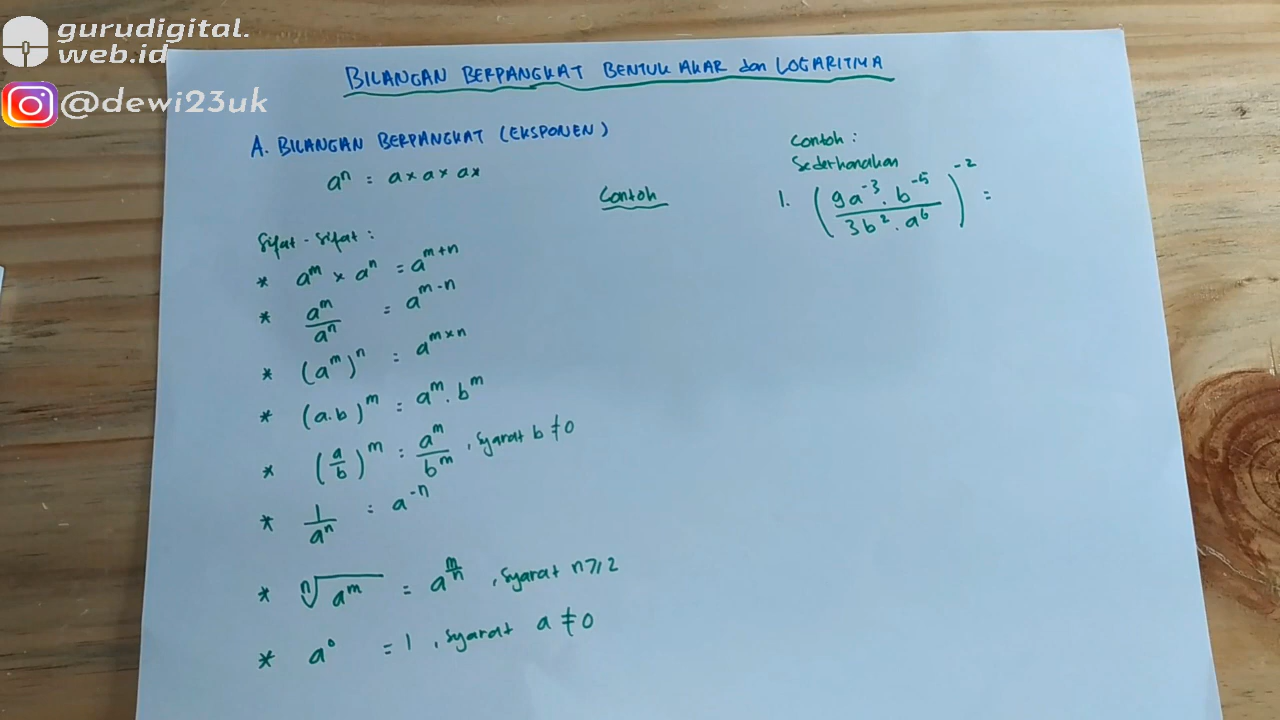 gurudigital.
web.id
@dewi23uk
BILANGAN BERPANGKAT BENTUK AKAR dan LOGARITMA
A. BILANGAN BERPANGKAT (EKSPONEN)
aⁿ = a × a × a ×
Sifat - Sifat :
* aᵐ × aⁿ = aᵐ⁺ⁿ
* aᵐ/aⁿ = aᵐ⁻ⁿ
* (aᵐ)ⁿ = aᵐˣⁿ
* (a.b)ᵐ = aᵐ . bᵐ
* (a/b)ᵐ = aᵐ/bᵐ , syarat b ≠ 0
* 1/aⁿ = a⁻ⁿ
* ⁿ√aᵐ = a^(m/n) , syarat n ≥ 2
* a⁰ = 1 , syarat a ≠ 0
Contoh
Contoh :
Sederhanakan
1. (9a⁻³ . b⁻⁵ / 3b² . a⁶)⁻² =